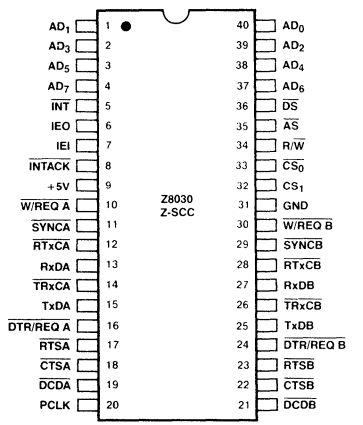 AD1 1 40 AD0
AD3 2 39 AD2
AD5 3 38 AD4
AD7 4 37 AD6
INT 5 36 DS
IEO 6 35 AS
IEI 7 34 R/W
INTACK 8 33 CS0
+5V 9 32 CS1
W/REQ A 10 Z8030 31 GND
Z-SCC
SYNCA 11 30 W/REQ B
RTxCA 12 29 SYNCB
RxDA 13 28 RTxCB
TRxCA 14 27 RxDB
TxDA 15 26 TRxCB
DTR/REQ A 16 25 TxDB
RTSA 17 24 DTR/REQ B
CTSA 18 23 RTSB
DCDA 19 22 CTSB
PCLK 20 21 DCDB